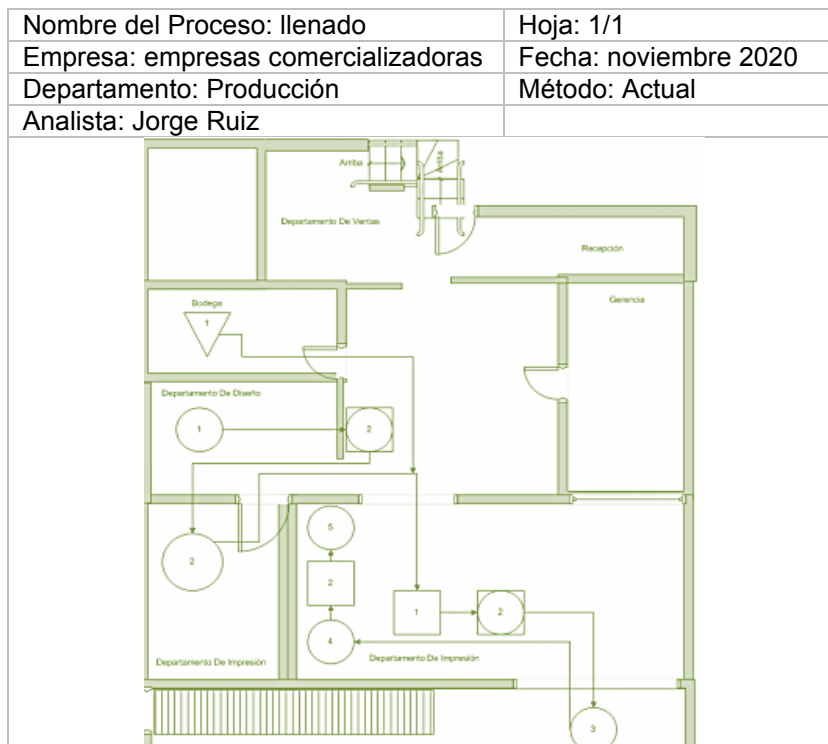 Nombre del Proceso: llenado
Hoja: 1/1
Empresa: empresas comercializadoras
Fecha: noviembre 2020
Departamento: Producción
Método: Actual
Analista: Jorge Ruiz
Arriba
Arriba
Departamento De Ventas
Recepción
Bodega
1
Gerencia
Departamento De Diseño
1
2
2
5
2
1
2
4
Departamento De Impresión
Departamento De Impresión
3